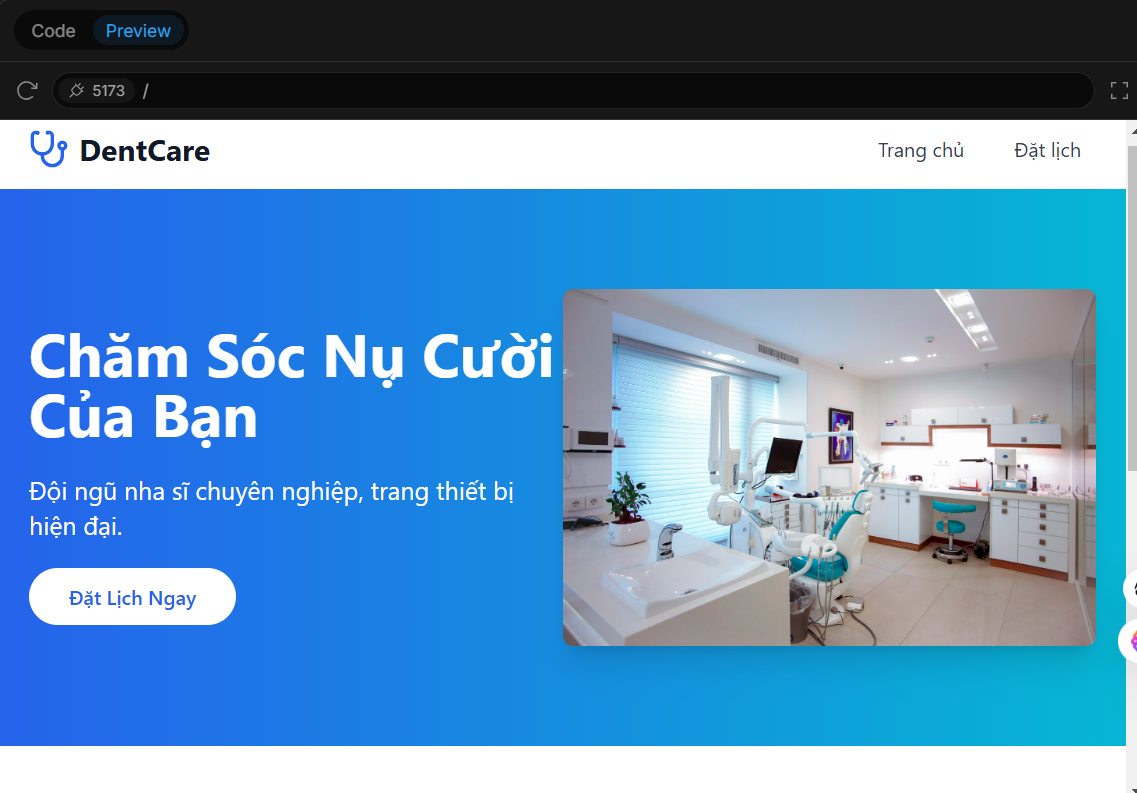 Code
Preview
5173 /
DentCare
Trang chủ
Đặt lịch
Chăm Sóc Nụ Cười
Của Bạn
Đội ngũ nha sĩ chuyên nghiệp, trang thiết bị
hiện đại.
Đặt Lịch Ngay